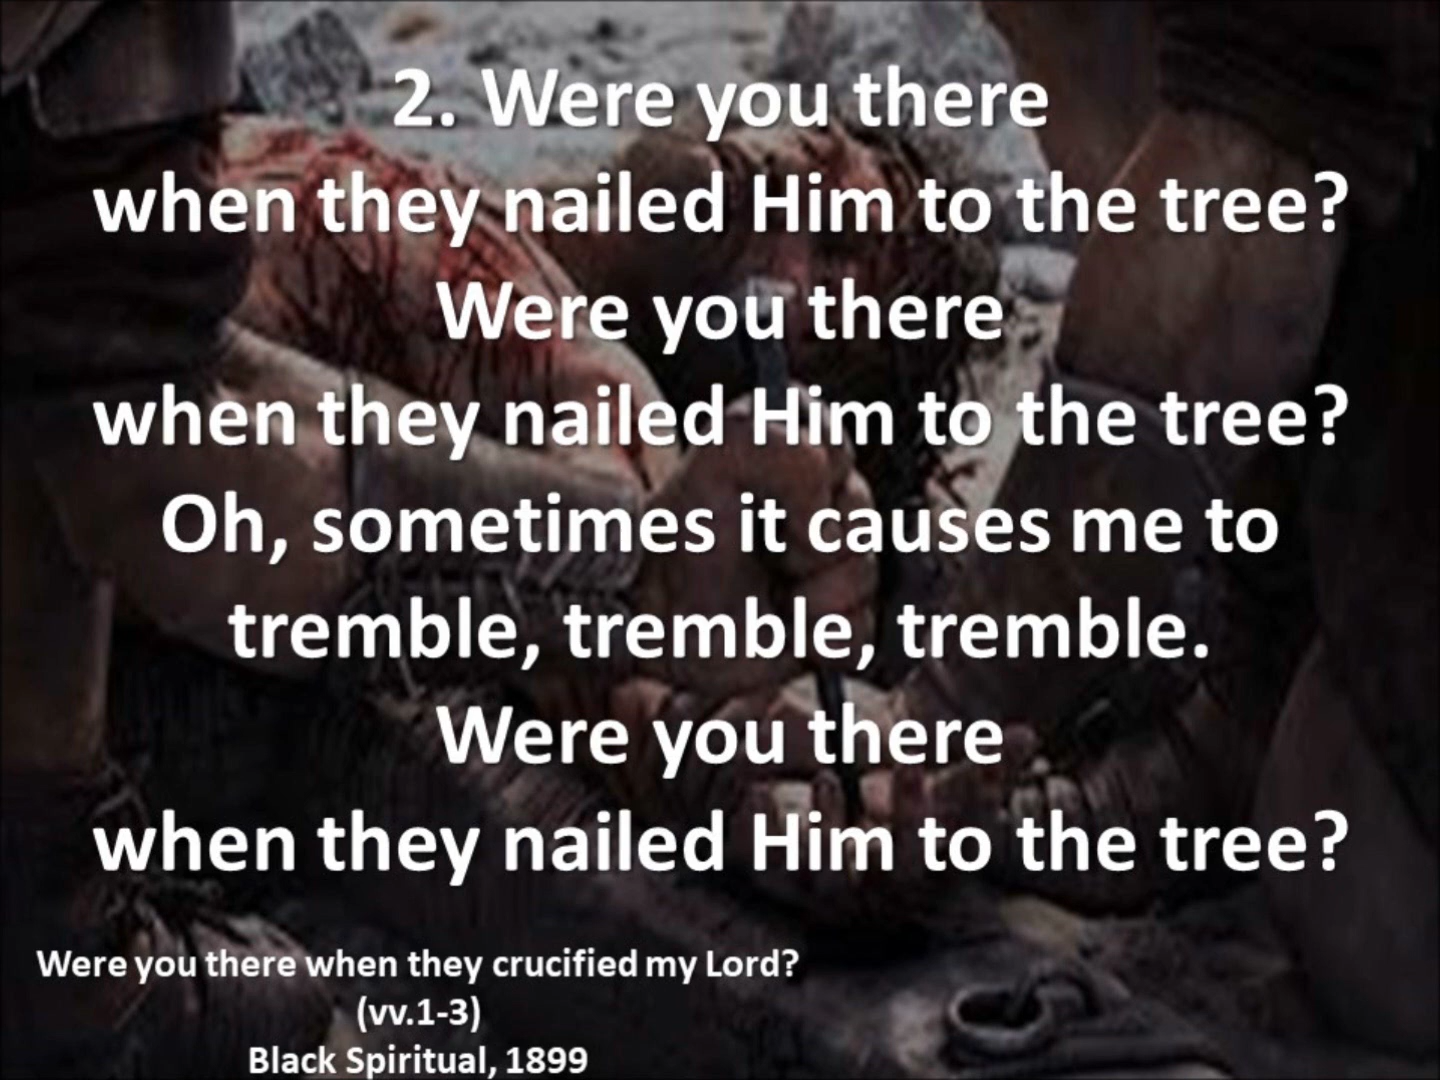 2. Were you there
when they nailed Him to the tree?
Were you there
when they nailed Him to the tree?
Oh, sometimes it causes me to
tremble, tremble, tremble.
Were you there
when they nailed Him to the tree?
Were you there when they crucified my Lord?
(vv.1-3)
Black Spiritual, 1899